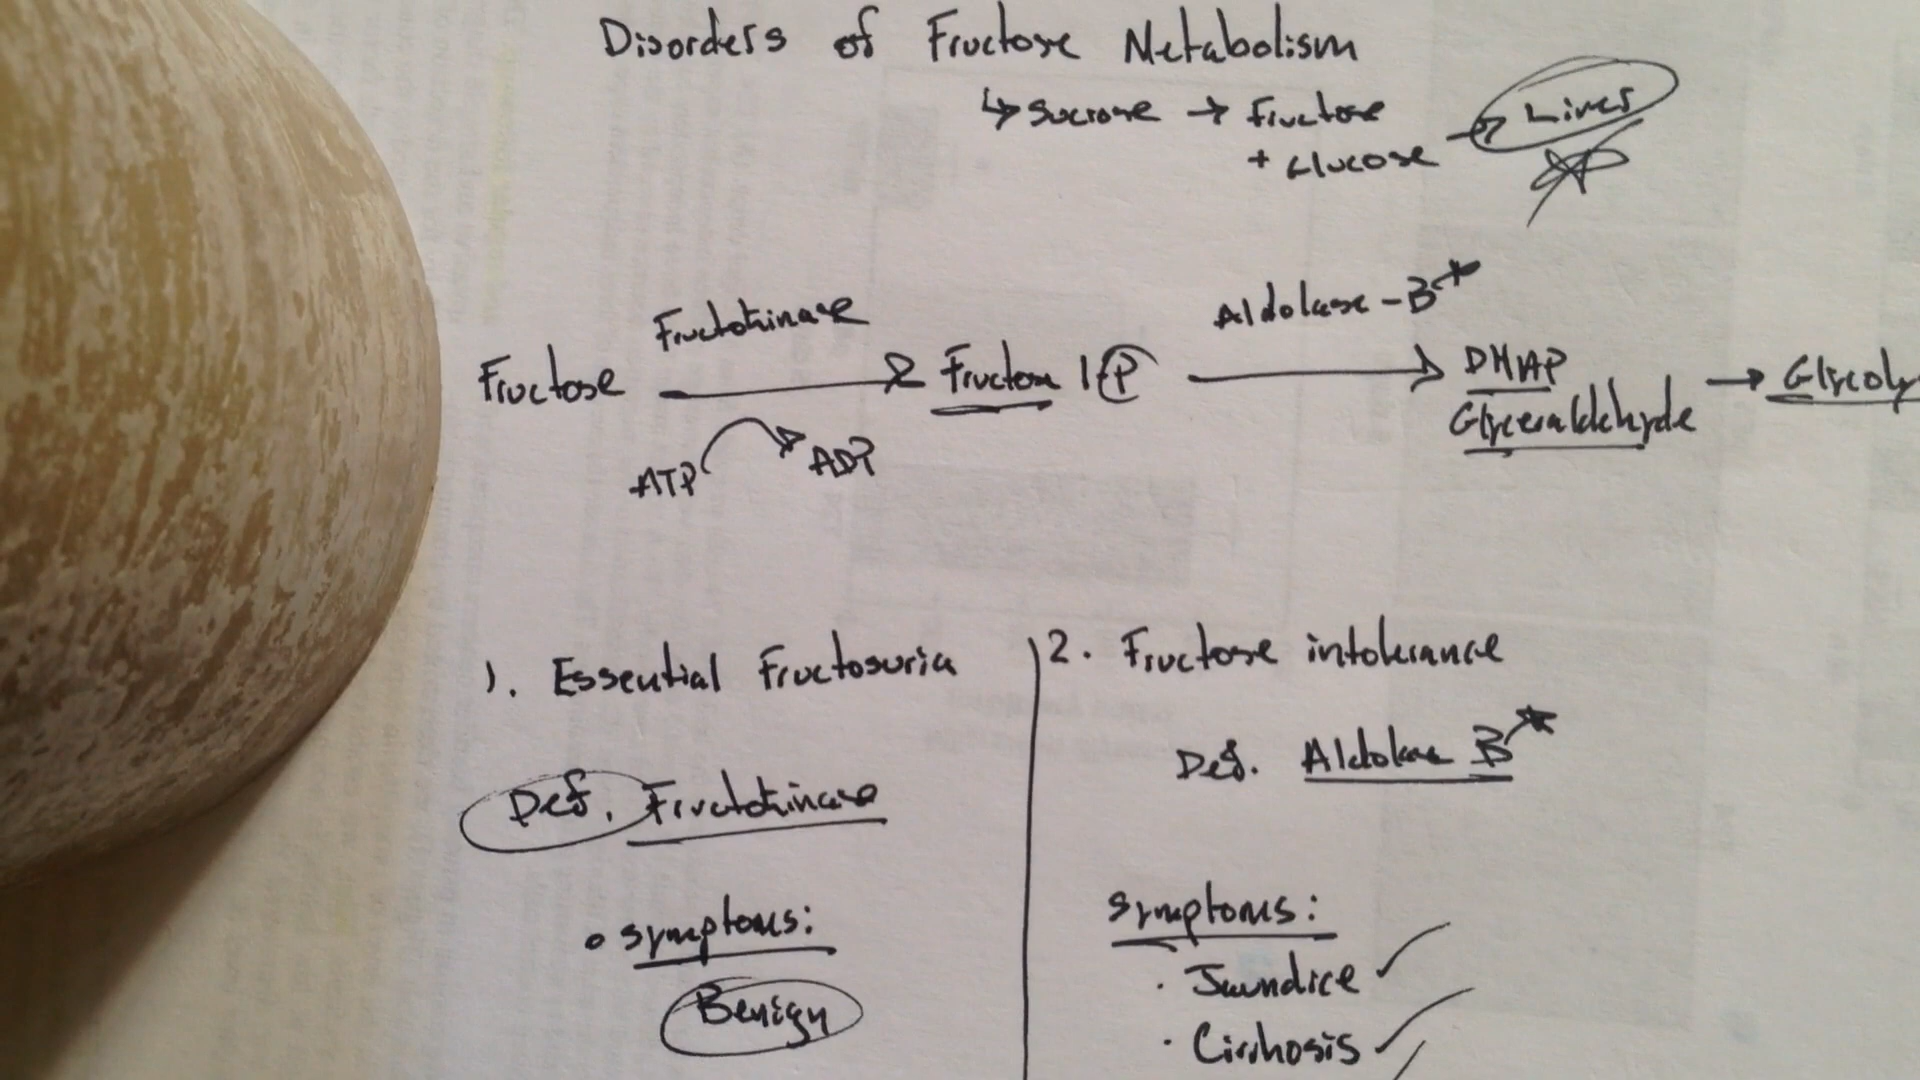 Disorders of Fructose Metabolism
↳ Sucrose → Fructose
+ Glucose → Liver
Fructokinase
Aldolase - B
Fructose → Fructose 1-P → DHAP
Glyceraldehyde
→ Glycoly
ATP → ADP
1. Essential Fructosuria
Def. Fructokinase
• symptoms:
Benign
2. Fructose intolerance
Def. Aldolase B
symptoms:
· Jaundice ✓
· Cirrhosis ✓